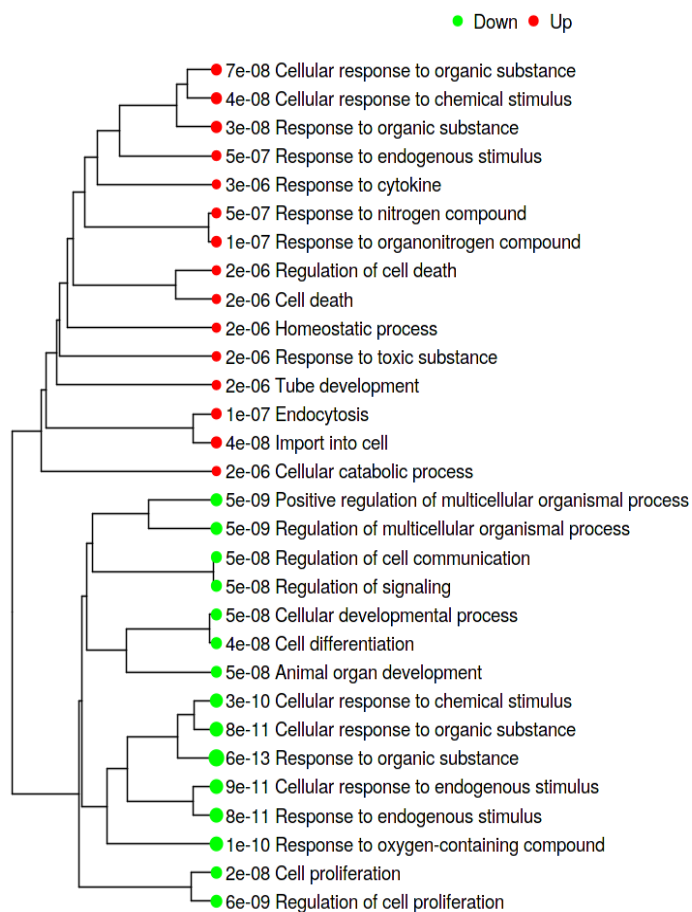 Down Up
7e-08 Cellular response to organic substance
4e-08 Cellular response to chemical stimulus
3e-08 Response to organic substance
5e-07 Response to endogenous stimulus
3e-06 Response to cytokine
5e-07 Response to nitrogen compound
1e-07 Response to organonitrogen compound
2e-06 Regulation of cell death
2e-06 Cell death
2e-06 Homeostatic process
2e-06 Response to toxic substance
2e-06 Tube development
1e-07 Endocytosis
4e-08 Import into cell
2e-06 Cellular catabolic process
5e-09 Positive regulation of multicellular organismal process
5e-09 Regulation of multicellular organismal process
5e-08 Regulation of cell communication
5e-08 Regulation of signaling
5e-08 Cellular developmental process
4e-08 Cell differentiation
5e-08 Animal organ development
3e-10 Cellular response to chemical stimulus
8e-11 Cellular response to organic substance
6e-13 Response to organic substance
9e-11 Cellular response to endogenous stimulus
8e-11 Response to endogenous stimulus
1e-10 Response to oxygen-containing compound
2e-08 Cell proliferation
6e-09 Regulation of cell proliferation